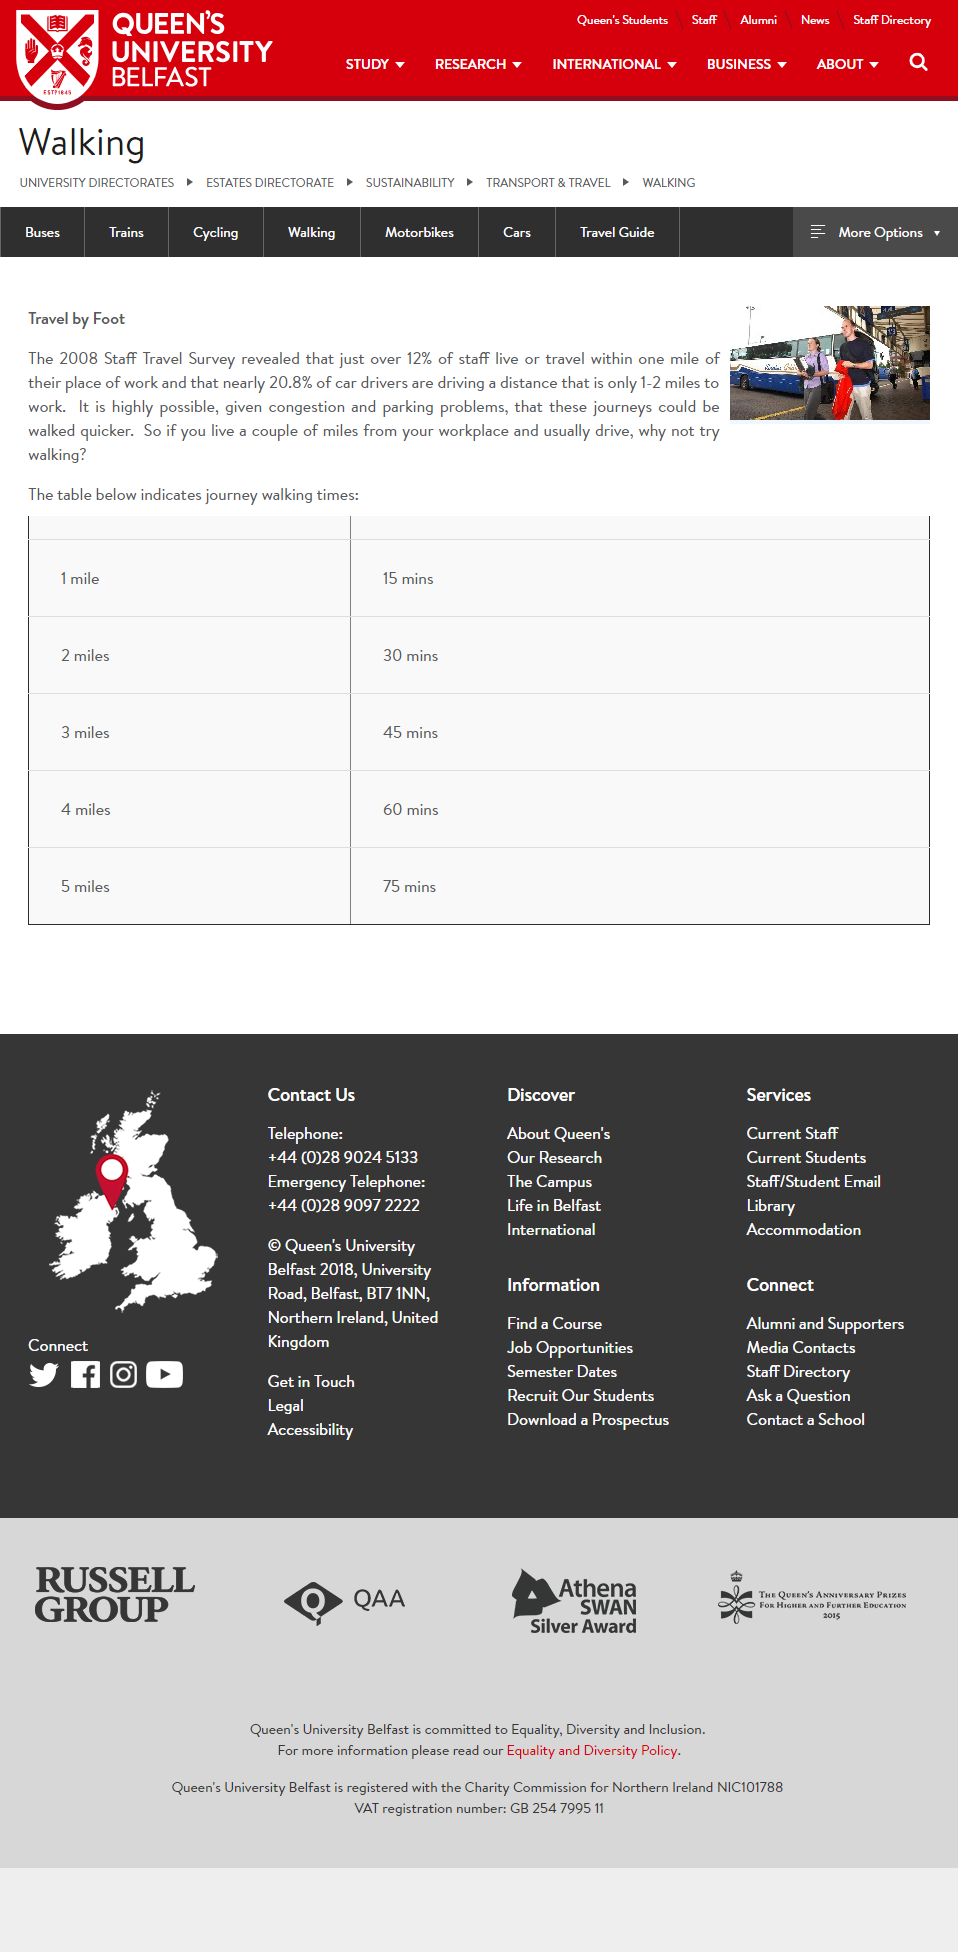 Queen's Students Staff Alumni News Staff Directory
QUEEN'S
UNIVERSITY
BELFAST
ESTD1845
STUDY RESEARCH INTERNATIONAL BUSINESS ABOUT
Walking
UNIVERSITY DIRECTORATES ESTATES DIRECTORATE SUSTAINABILITY TRANSPORT & TRAVEL WALKING
Buses Trains Cycling Walking Motorbikes Cars Travel Guide More Options
Travel by Foot
The 2008 Staff Travel Survey revealed that just over 12% of staff live or travel within one mile of
their place of work and that nearly 20.8% of car drivers are driving a distance that is only 1-2 miles to
work. It is highly possible, given congestion and parking problems, that these journeys could be
walked quicker. So if you live a couple of miles from your workplace and usually drive, why not try
walking?
The table below indicates journey walking times:
1 mile 15 mins
2 miles 30 mins
3 miles 45 mins
4 miles 60 mins
5 miles 75 mins
Connect
Contact Us
Telephone:
+44 (0)28 9024 5133
Emergency Telephone:
+44 (0)28 9097 2222
© Queen's University
Belfast 2018, University
Road, Belfast, BT7 1NN,
Northern Ireland, United
Kingdom
Get in Touch
Legal
Accessibility
Discover
About Queen's
Our Research
The Campus
Life in Belfast
International
Information
Find a Course
Job Opportunities
Semester Dates
Recruit Our Students
Download a Prospectus
Services
Current Staff
Current Students
Staff/Student Email
Library
Accommodation
Connect
Alumni and Supporters
Media Contacts
Staff Directory
Ask a Question
Contact a School
RUSSELL
GROUP
QAA
Athena
SWAN
Silver Award
The Queen's Anniversary Prizes
For Higher and Further Education
2015
Queen's University Belfast is committed to Equality, Diversity and Inclusion.
For more information please read our Equality and Diversity Policy.
Queen's University Belfast is registered with the Charity Commission for Northern Ireland NIC101788
VAT registration number: GB 254 7995 11